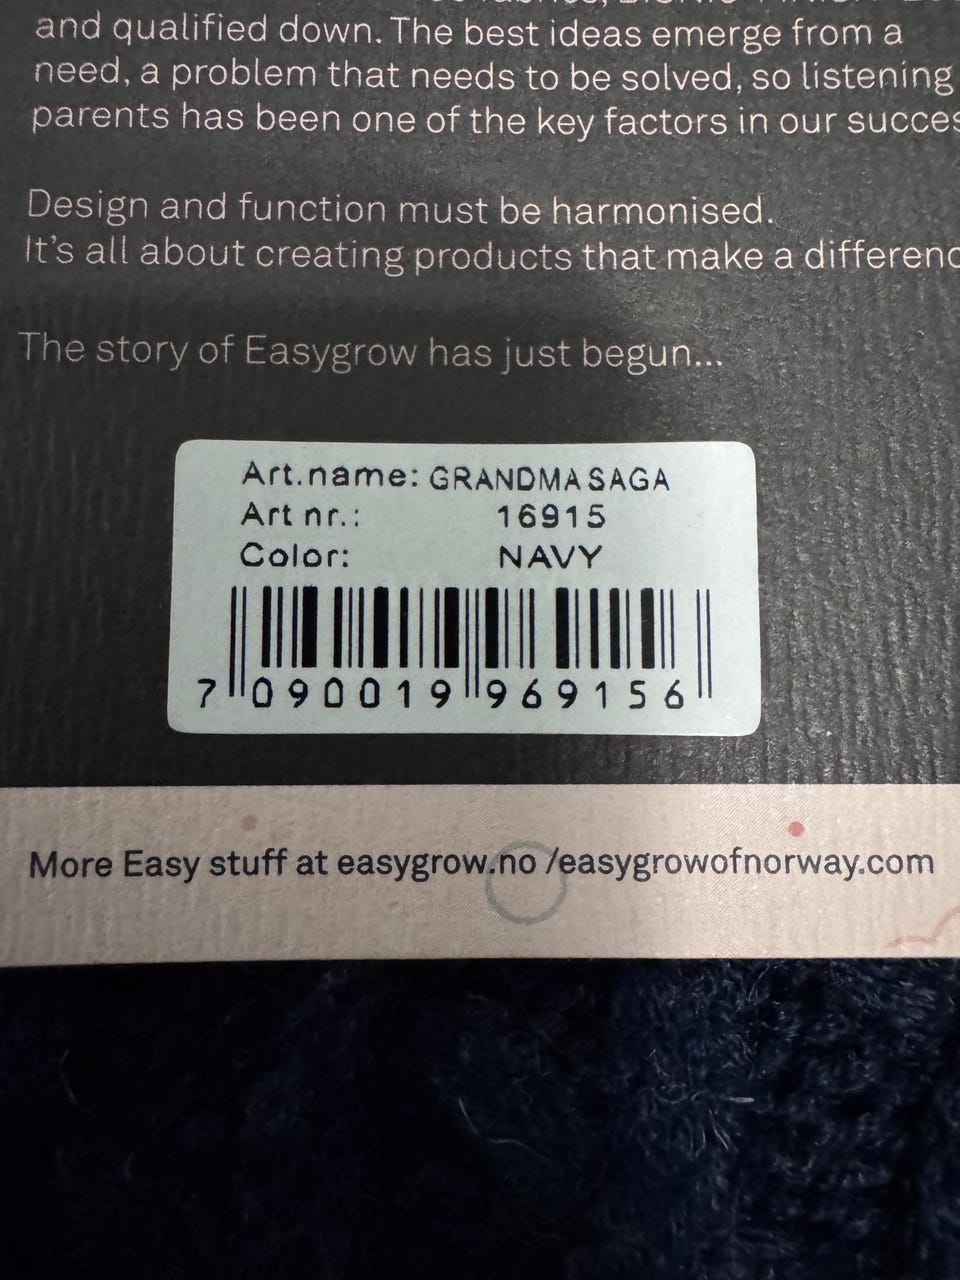 and qualified down. The best ideas emerge from a
need, a problem that needs to be solved, so listening
parents has been one of the key factors in our succes
Design and function must be harmonised.
It's all about creating products that make a differenc
The story of Easygrow has just begun...
Art.name: GRANDMA SAGA
Art nr.: 16915
Color: NAVY
7 090019 969156
More Easy stuff at easygrow.no /easygrowofnorway.com